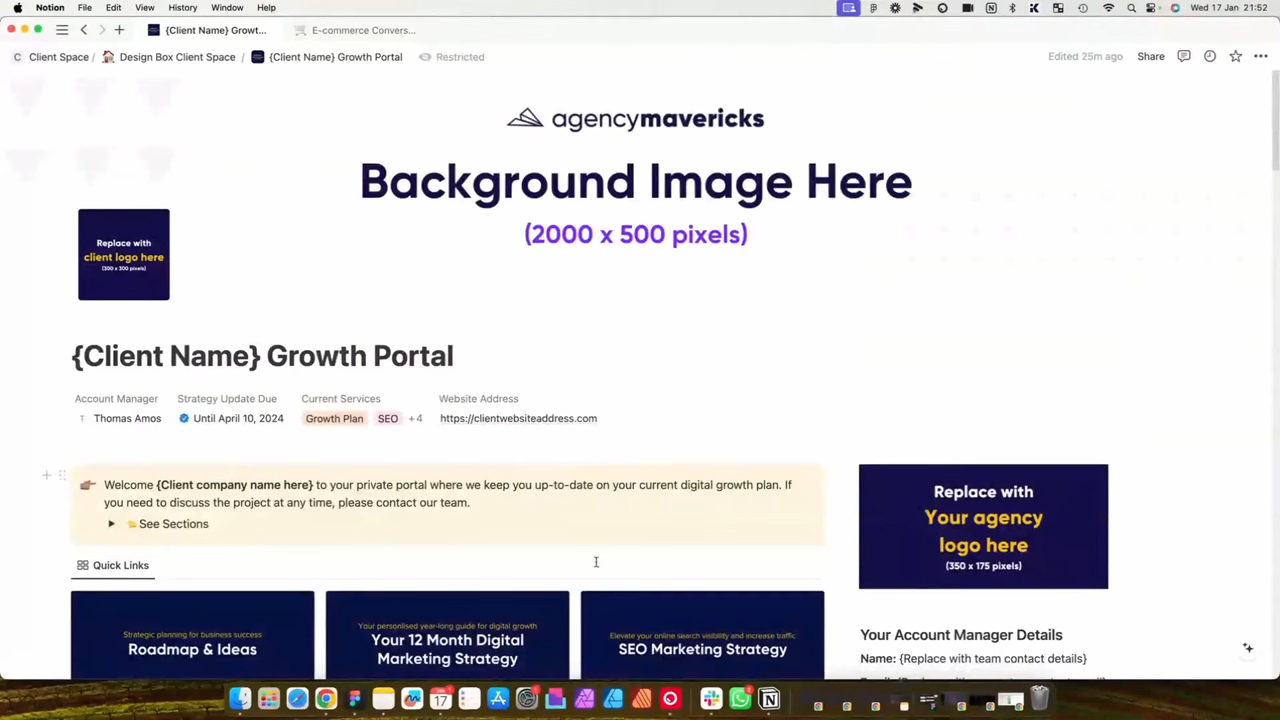 Notion File Edit View History Window Help Wed 17 Jan 21:52
{Client Name} Growt... E-commerce Convers...
C Client Space / Design Box Client Space / {Client Name} Growth Portal Restricted Edited 25m ago Share
agencymavericks
Background Image Here
(2000 x 500 pixels)
Replace with
client logo here
(300 x 300 pixels)
{Client Name} Growth Portal
Account Manager Strategy Update Due Current Services Website Address
T Thomas Amos Until April 10, 2024 Growth Plan SEO +4 https://clientwebsiteaddress.com
Welcome {Client company name here} to your private portal where we keep you up-to-date on your current digital growth plan. If
you need to discuss the project at any time, please contact our team.
See Sections
Quick Links
Strategic planning for business success
Roadmap & Ideas
Your personlised year-long guide for digital growth
Your 12 Month Digital
Marketing Strategy
Elevate your online search visibility and increase traffic
SEO Marketing Strategy
Replace with
Your agency
logo here
(350 x 175 pixels)
Your Account Manager Details
Name: {Replace with team contact details}
17